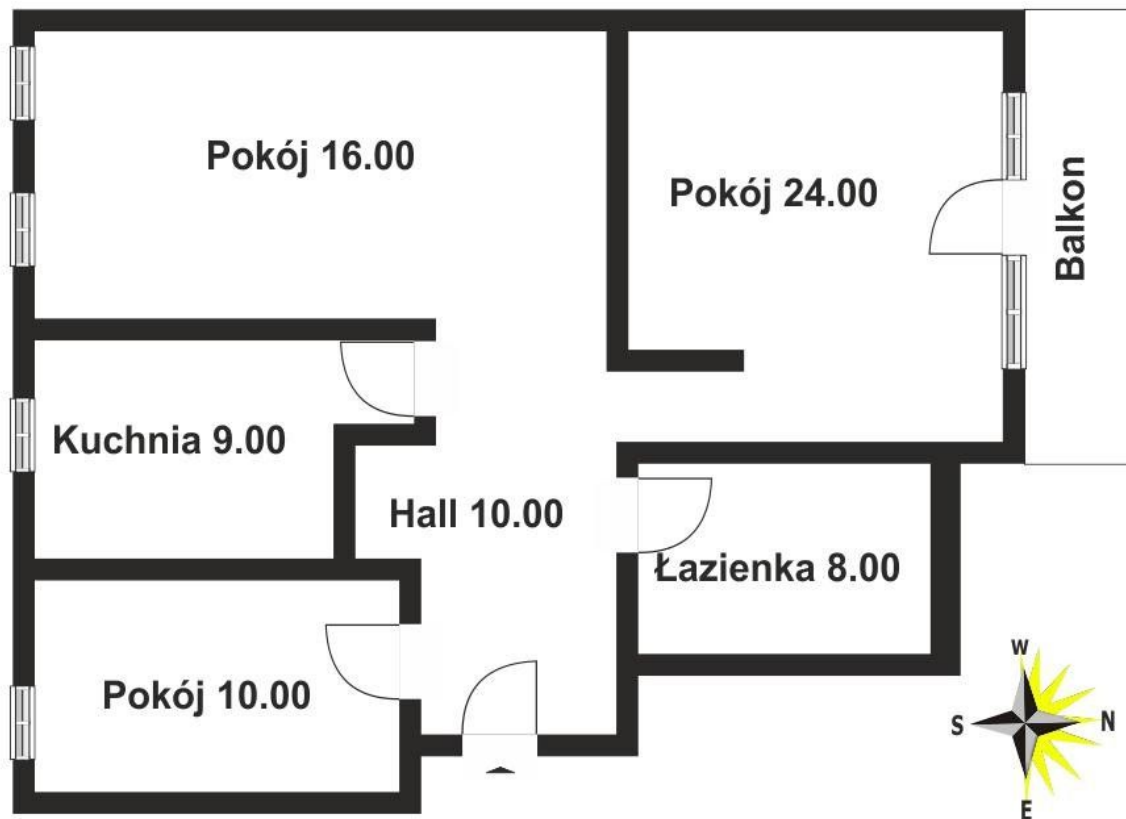 Pokój 16.00
Pokój 24.00
Balkon
Kuchnia 9.00
Hall 10.00
Łazienka 8.00
Pokój 10.00
W
S
N
E